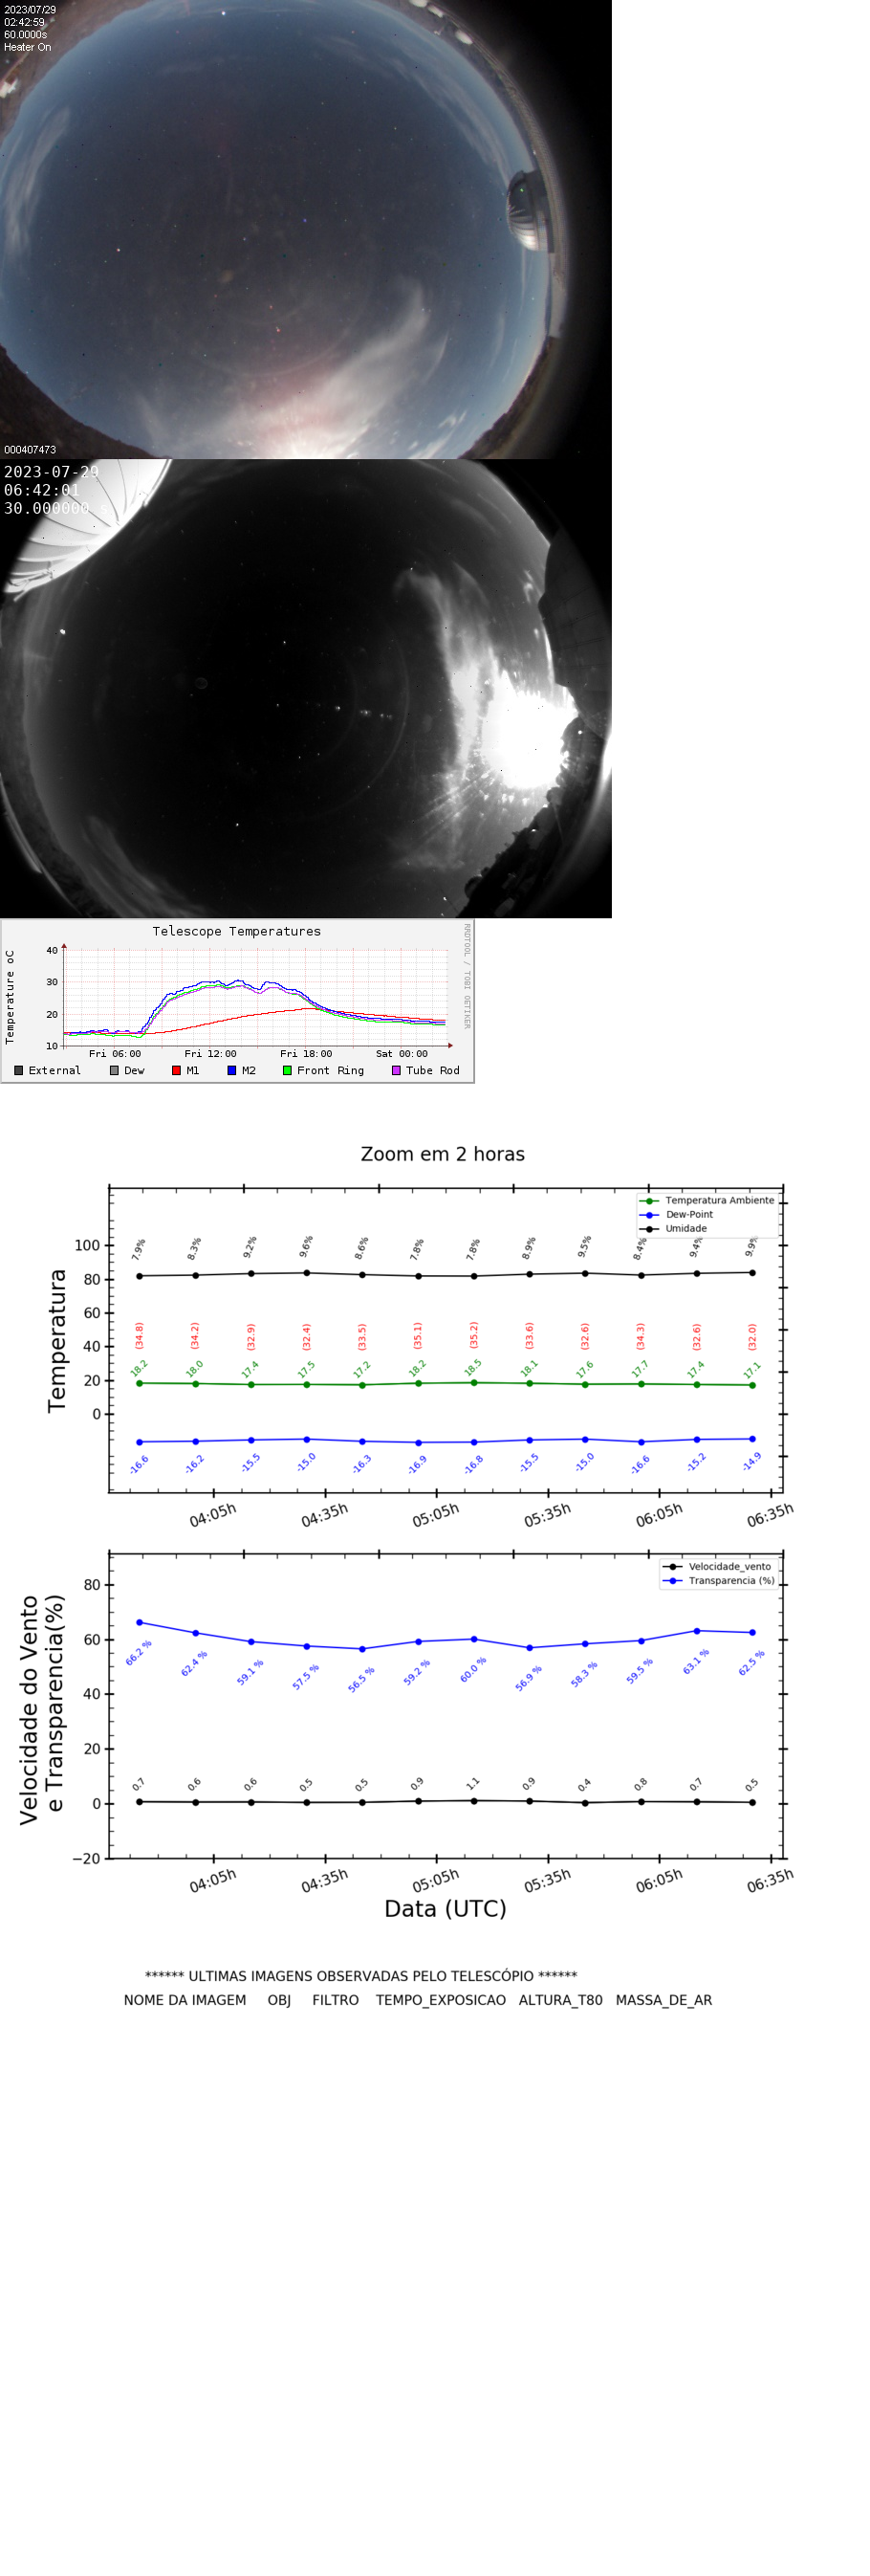 2023/07/29
02:42:59
60.0000s
Heater On
000407473
2023-07-29
06:42:01
30.000000 s
Telescope Temperatures
RRDTOOL / TOBI OETIKER
Temperature oC
40
30
20
10
Fri 06:00 Fri 12:00 Fri 18:00 Sat 00:00
External Dew M1 M2 Front Ring Tube Rod
Zoom em 2 horas
Temperatura Ambiente
Dew-Point
Umidade
Temperatura
100
80
60
40
20
0
7.9% 8.3% 9.2% 9.6% 8.6% 7.8% 7.8% 8.9% 9.5% 8.4% 9.4% 9.9%
(34.8) (34.2) (32.9) (32.4) (33.5) (35.1) (35.2) (33.6) (32.6) (34.3) (32.6) (32.0)
18.2 18.0 17.4 17.5 17.2 18.2 18.5 18.1 17.6 17.7 17.4 17.1
-16.6 -16.2 -15.5 -15.0 -16.3 -16.9 -16.8 -15.5 -15.0 -16.6 -15.2 -14.9
04:05h 04:35h 05:05h 05:35h 06:05h 06:35h
Velocidade_vento
Transparencia (%)
Velocidade do Vento
e Transparencia(%)
80
60
40
20
0
−20
66.2 % 62.4 % 59.1 % 57.5 % 56.5 % 59.2 % 60.0 % 56.9 % 58.3 % 59.5 % 63.1 % 62.5 %
0.7 0.6 0.6 0.5 0.5 0.9 1.1 0.9 0.4 0.8 0.7 0.5
04:05h 04:35h 05:05h 05:35h 06:05h 06:35h
Data (UTC)
****** ULTIMAS IMAGENS OBSERVADAS PELO TELESCÓPIO ******
NOME DA IMAGEM OBJ FILTRO TEMPO_EXPOSICAO ALTURA_T80 MASSA_DE_AR